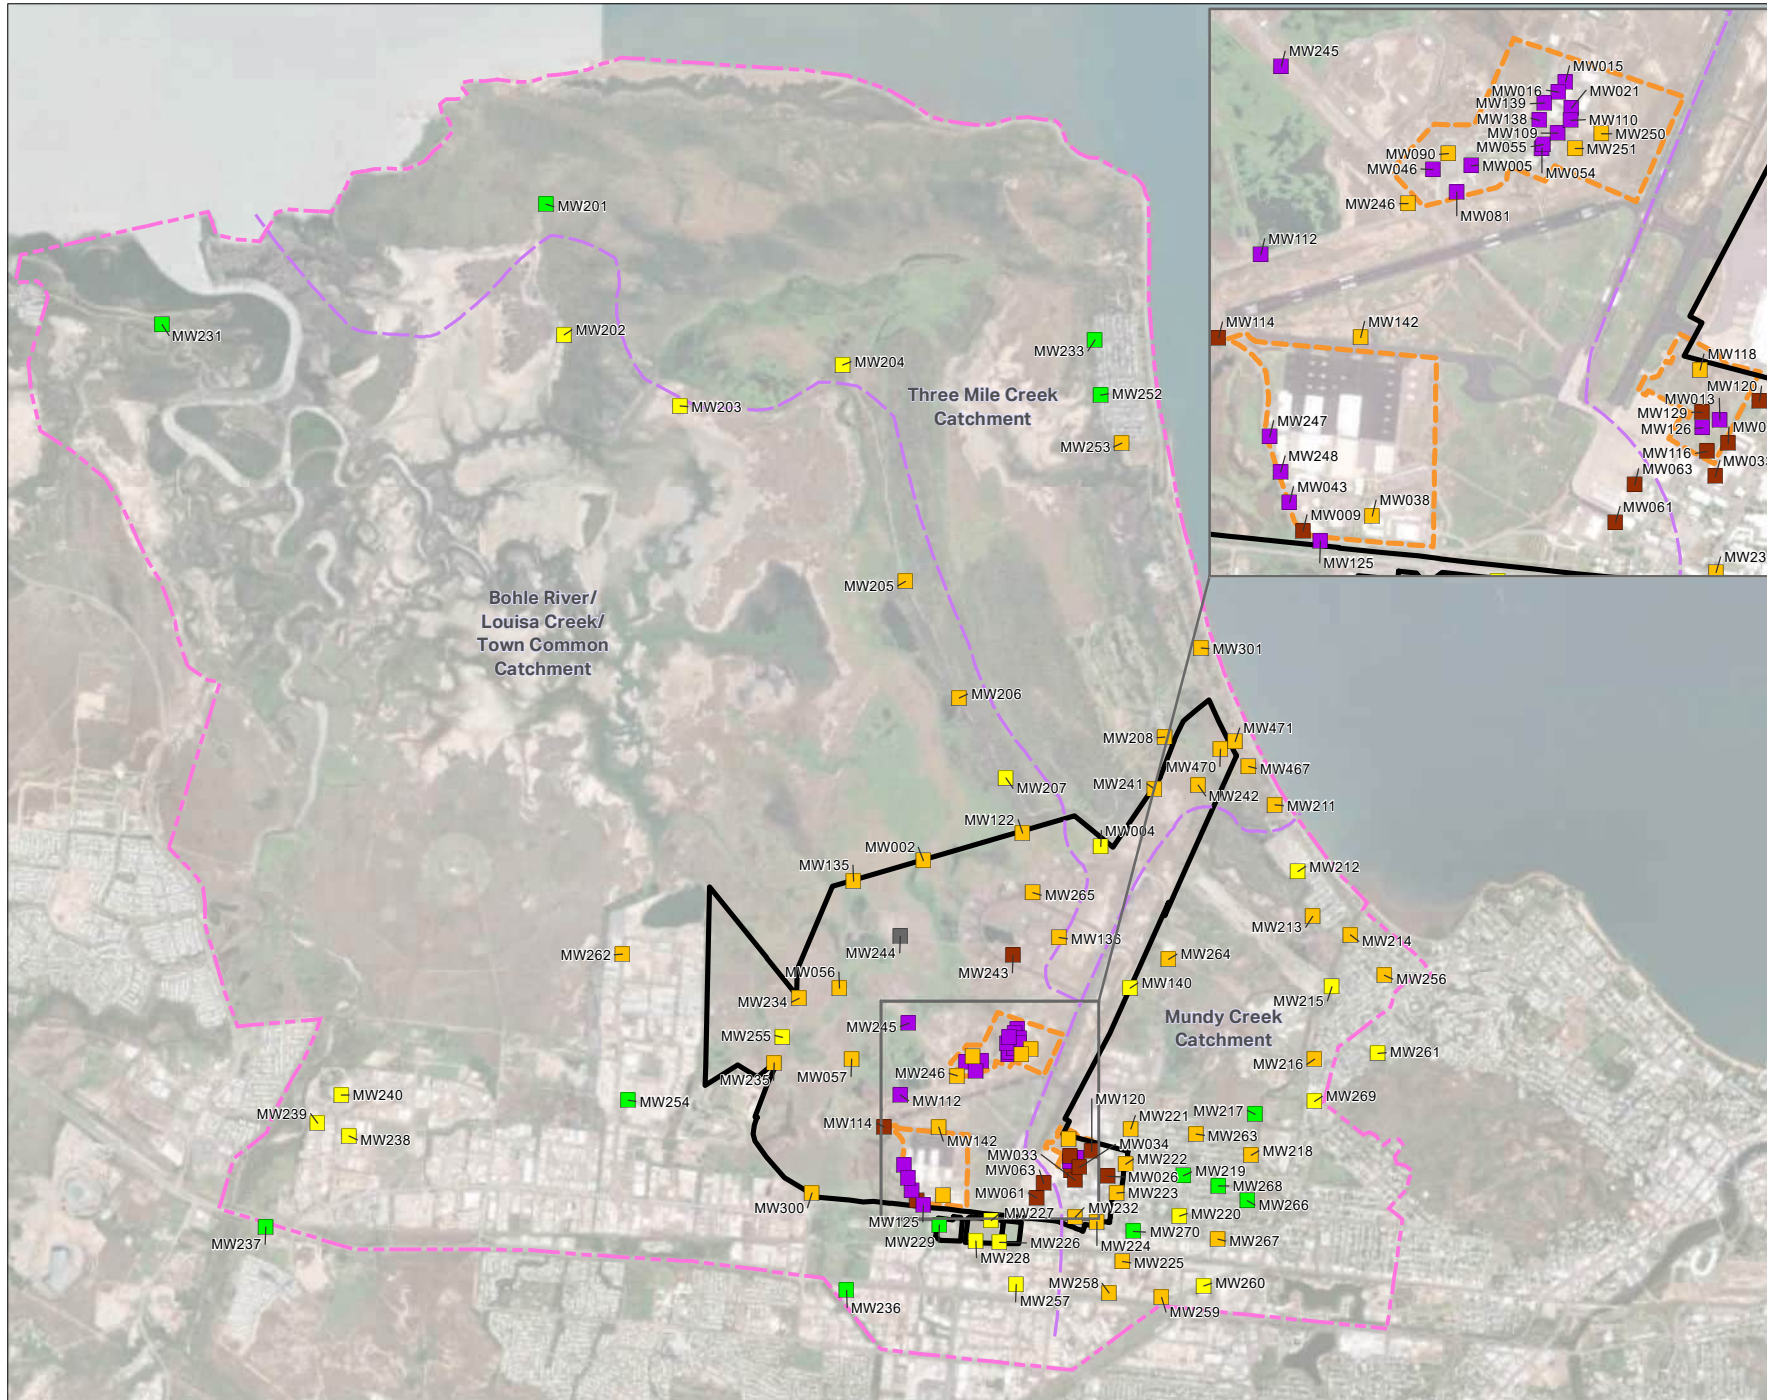 MW245
MW015
MW016
MW021
MW139
MW138
MW110
MW109
MW250
MW055
MW251
MW090
MW005
MW046
MW054
MW246
MW081
MW112
MW114
MW142
MW118
MW120
MW013
MW129
MW126
MW247
MW116
MW248
MW063
MW043
MW038
MW009
MW061
MW125
MW201
MW231
MW202
MW233
MW204
Three Mile Creek
Catchment
MW252
MW203
MW253
MW205
Bohle River/
Louisa Creek/
Town Common
Catchment
MW301
MW206
MW471
MW208
MW470
MW467
MW207
MW241
MW242
MW211
MW122
MW004
MW002
MW135
MW212
MW265
MW213
MW214
MW136
MW244
MW262
MW264
MW243
MW056
MW256
MW234
MW140
MW215
Mundy Creek
Catchment
MW245
MW255
MW261
MW216
MW246
MW057
MW235
MW240
MW254
MW112
MW120
MW269
MW239
MW114
MW221
MW217
MW238
MW142
MW034
MW263
MW033
MW222
MW218
MW063
MW026
MW219
MW268
MW061
MW223
MW266
MW300
MW125
MW227
MW232
MW220
MW237
MW229
MW270
MW267
MW228
MW226
MW224
MW225
MW236
MW257
MW258
MW260
MW259